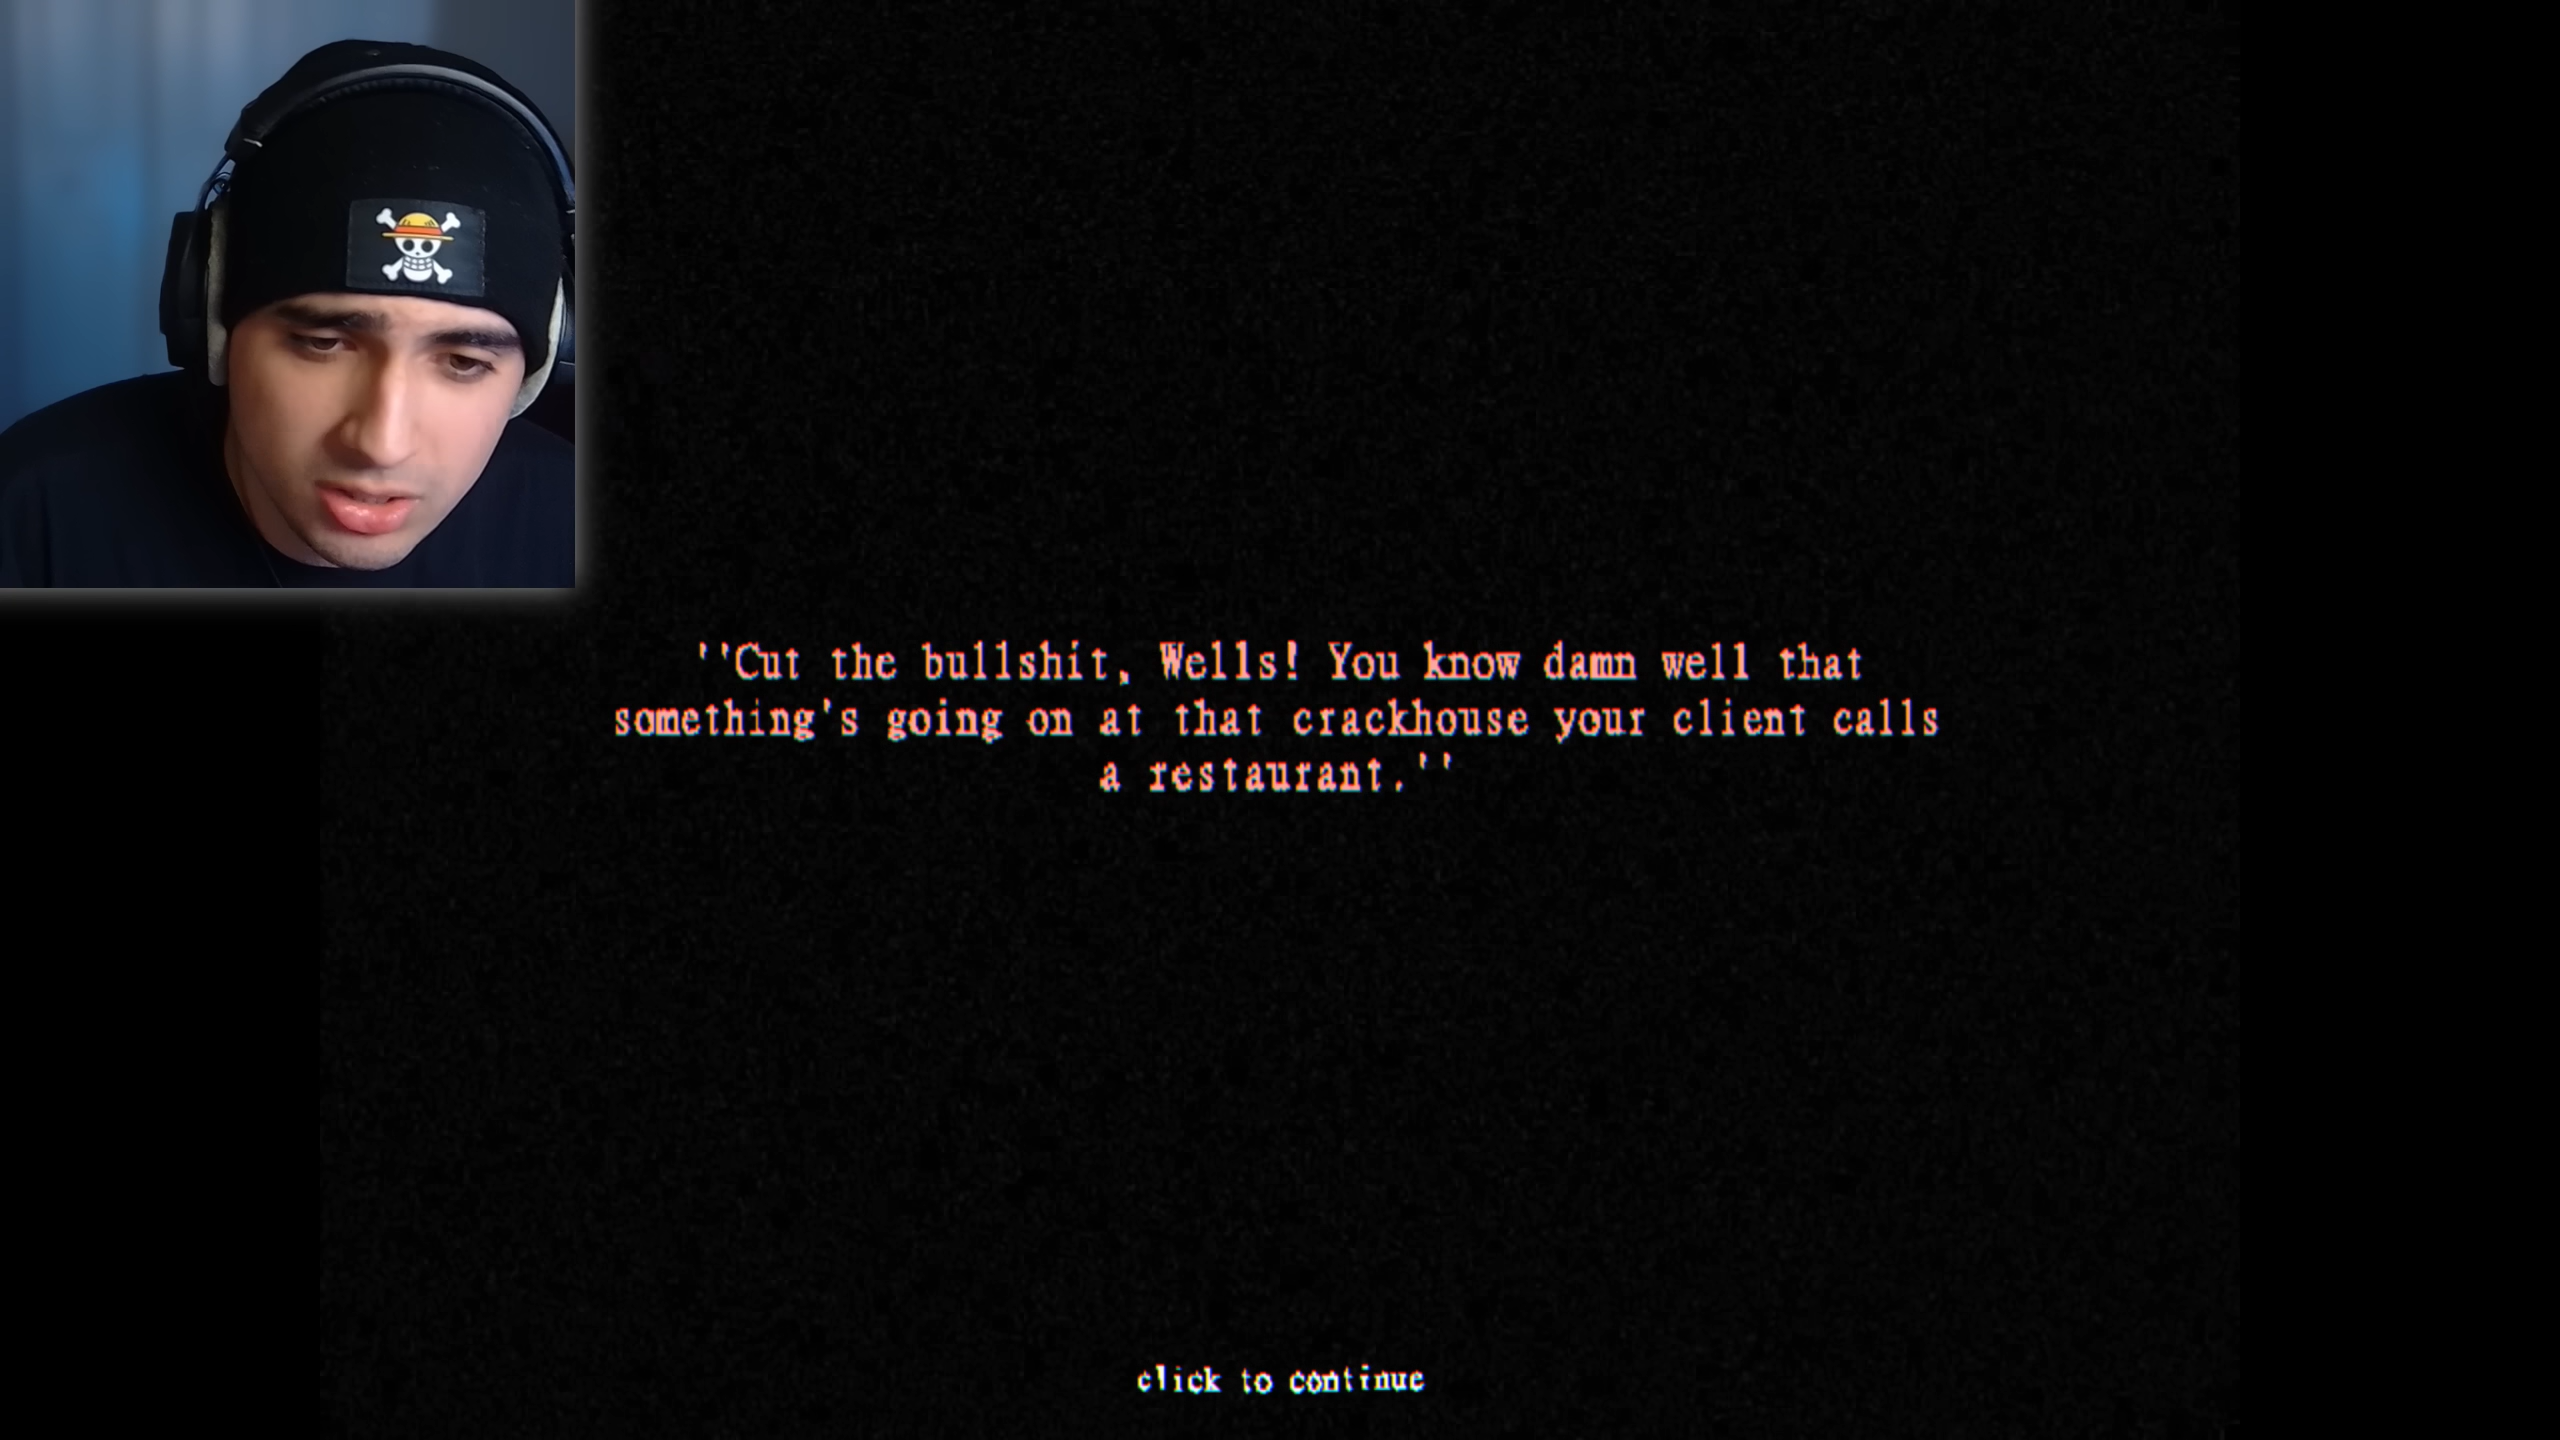 ''Cut the bullshit, Wells! You know damn well that
something's going on at that crackhouse your client calls
a restaurant.''
click to continue